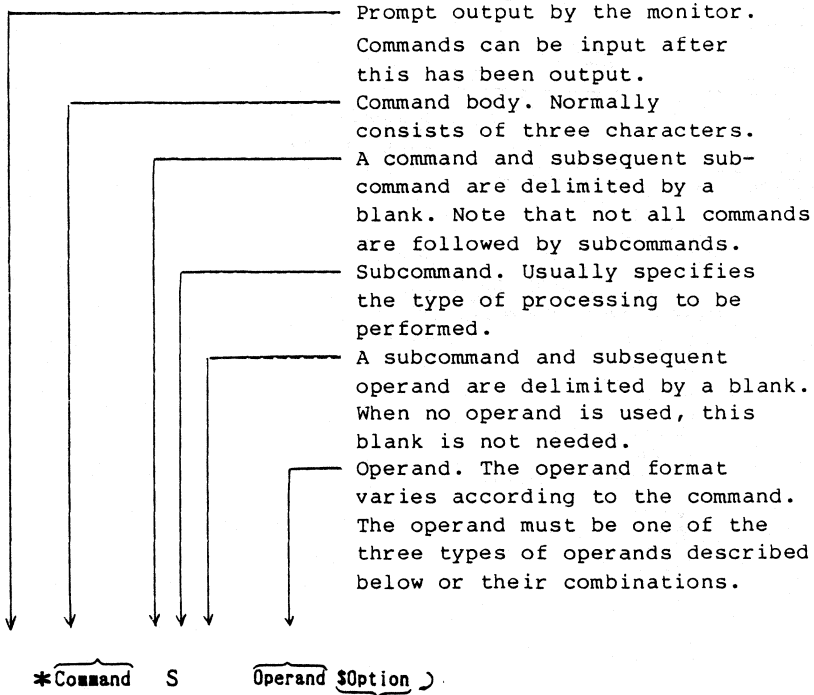 Prompt output by the monitor.
Commands can be input after
this has been output.
Command body. Normally
consists of three characters.
A command and subsequent sub-
command are delimited by a
blank. Note that not all commands
are followed by subcommands.
Subcommand. Usually specifies
the type of processing to be
performed.
A subcommand and subsequent
operand are delimited by a blank.
When no operand is used, this
blank is not needed.
Operand. The operand format
varies according to the command.
The operand must be one of the
three types of operands described
below or their combinations.
*Command S Operand $Option